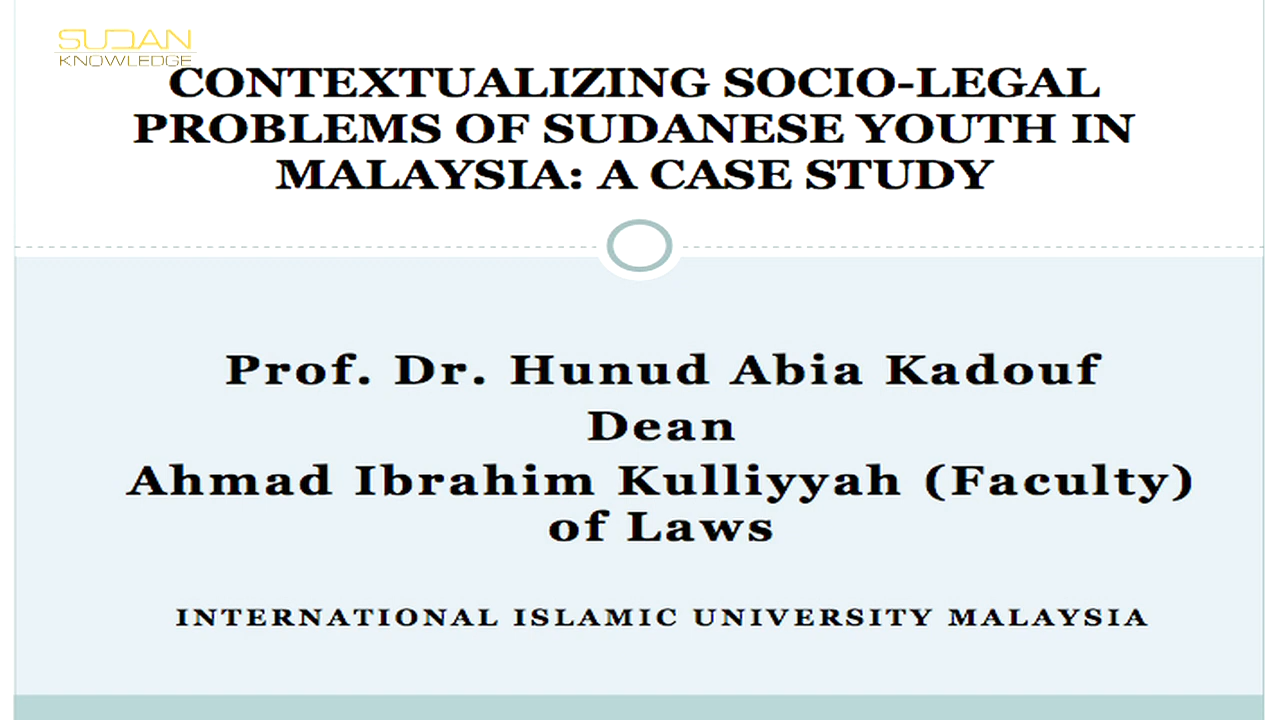 SUDAN
KNOWLEDGE
CONTEXTUALIZING SOCIO-LEGAL
PROBLEMS OF SUDANESE YOUTH IN
MALAYSIA: A CASE STUDY
Prof. Dr. Hunud Abia Kadouf
Dean
Ahmad Ibrahim Kulliyyah (Faculty)
of Laws
INTERNATIONAL ISLAMIC UNIVERSITY MALAYSIA